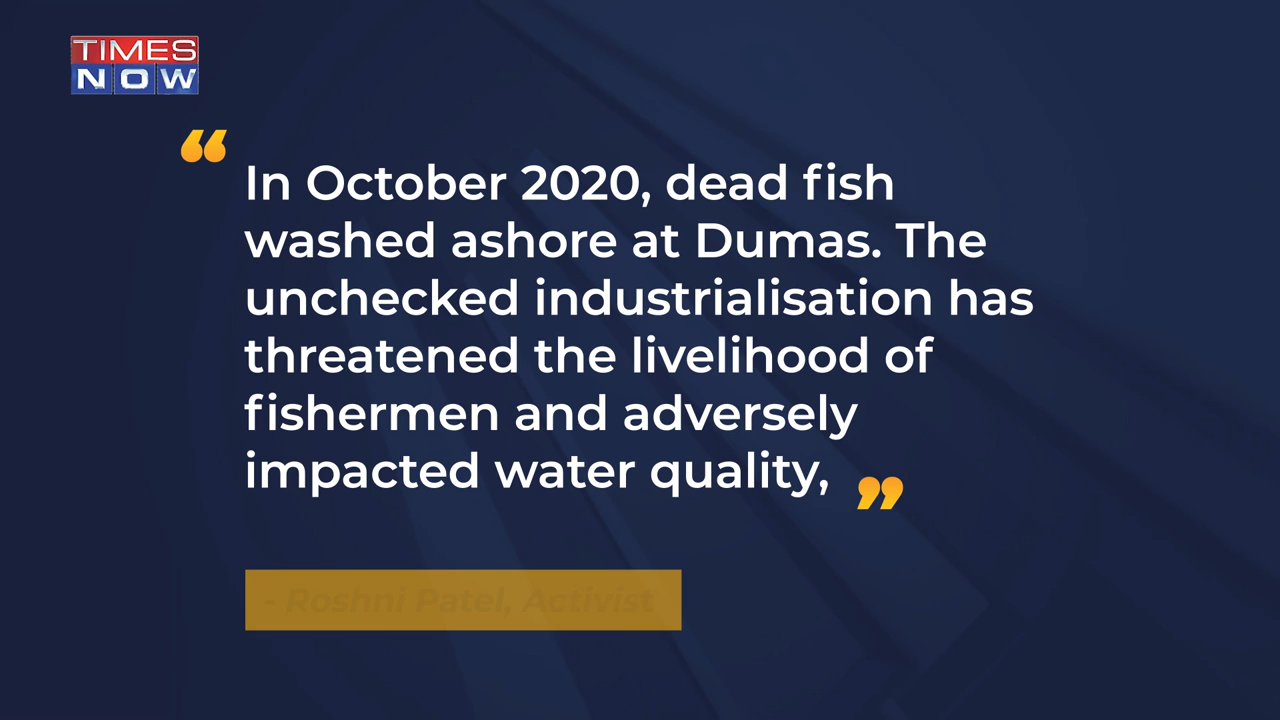 TIMES
NOW
“
In October 2020, dead fish
washed ashore at Dumas. The
unchecked industrialisation has
threatened the livelihood of
fishermen and adversely
impacted water quality,
”
- Roshni Patel, Activist